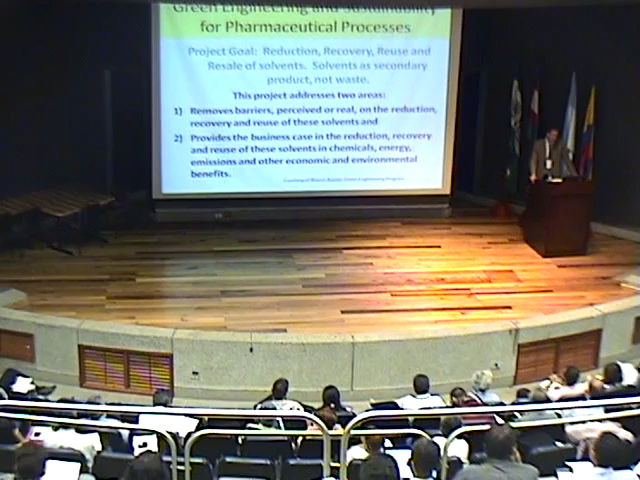 Green Engineering and Sustainability
for Pharmaceutical Processes
Project Goal: Reduction, Recovery, Reuse and
Resale of solvents. Solvents as secondary
product, not waste.
This project addresses two areas:
1) Removes barriers, perceived or real, on the reduction,
recovery and reuse of these solvents and
2) Provides the business case in the reduction, recovery
and reuse of these solvents in chemicals, energy,
emissions and other economic and environmental
benefits.